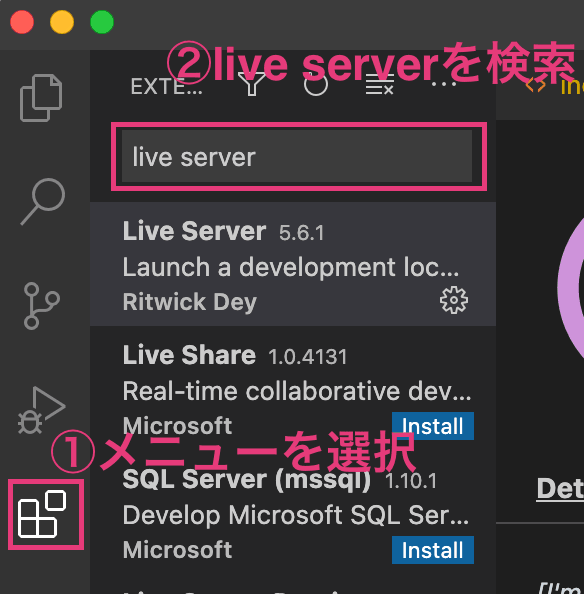 ②live serverを検索
EXTE...
In
live server
Live Server 5.6.1
Launch a development loc...
Ritwick Dey
Live Share 1.0.4131
Real-time collaborative dev...
Microsoft Install
①メニューを選択
SQL Server (mssql) 1.10.1
Develop Microsoft SQL Ser...
Microsoft Install
Det
[I'm